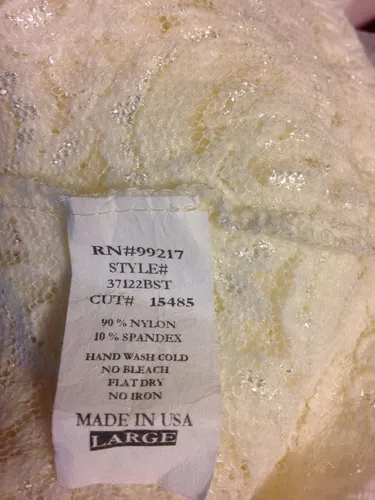 RN#99217
STYLE#
37122BST
CUT# 15485
90 % NYLON
10 % SPANDEX
HAND WASH COLD
NO BLEACH
FLAT DRY
NO IRON
MADE IN USA
LARGE